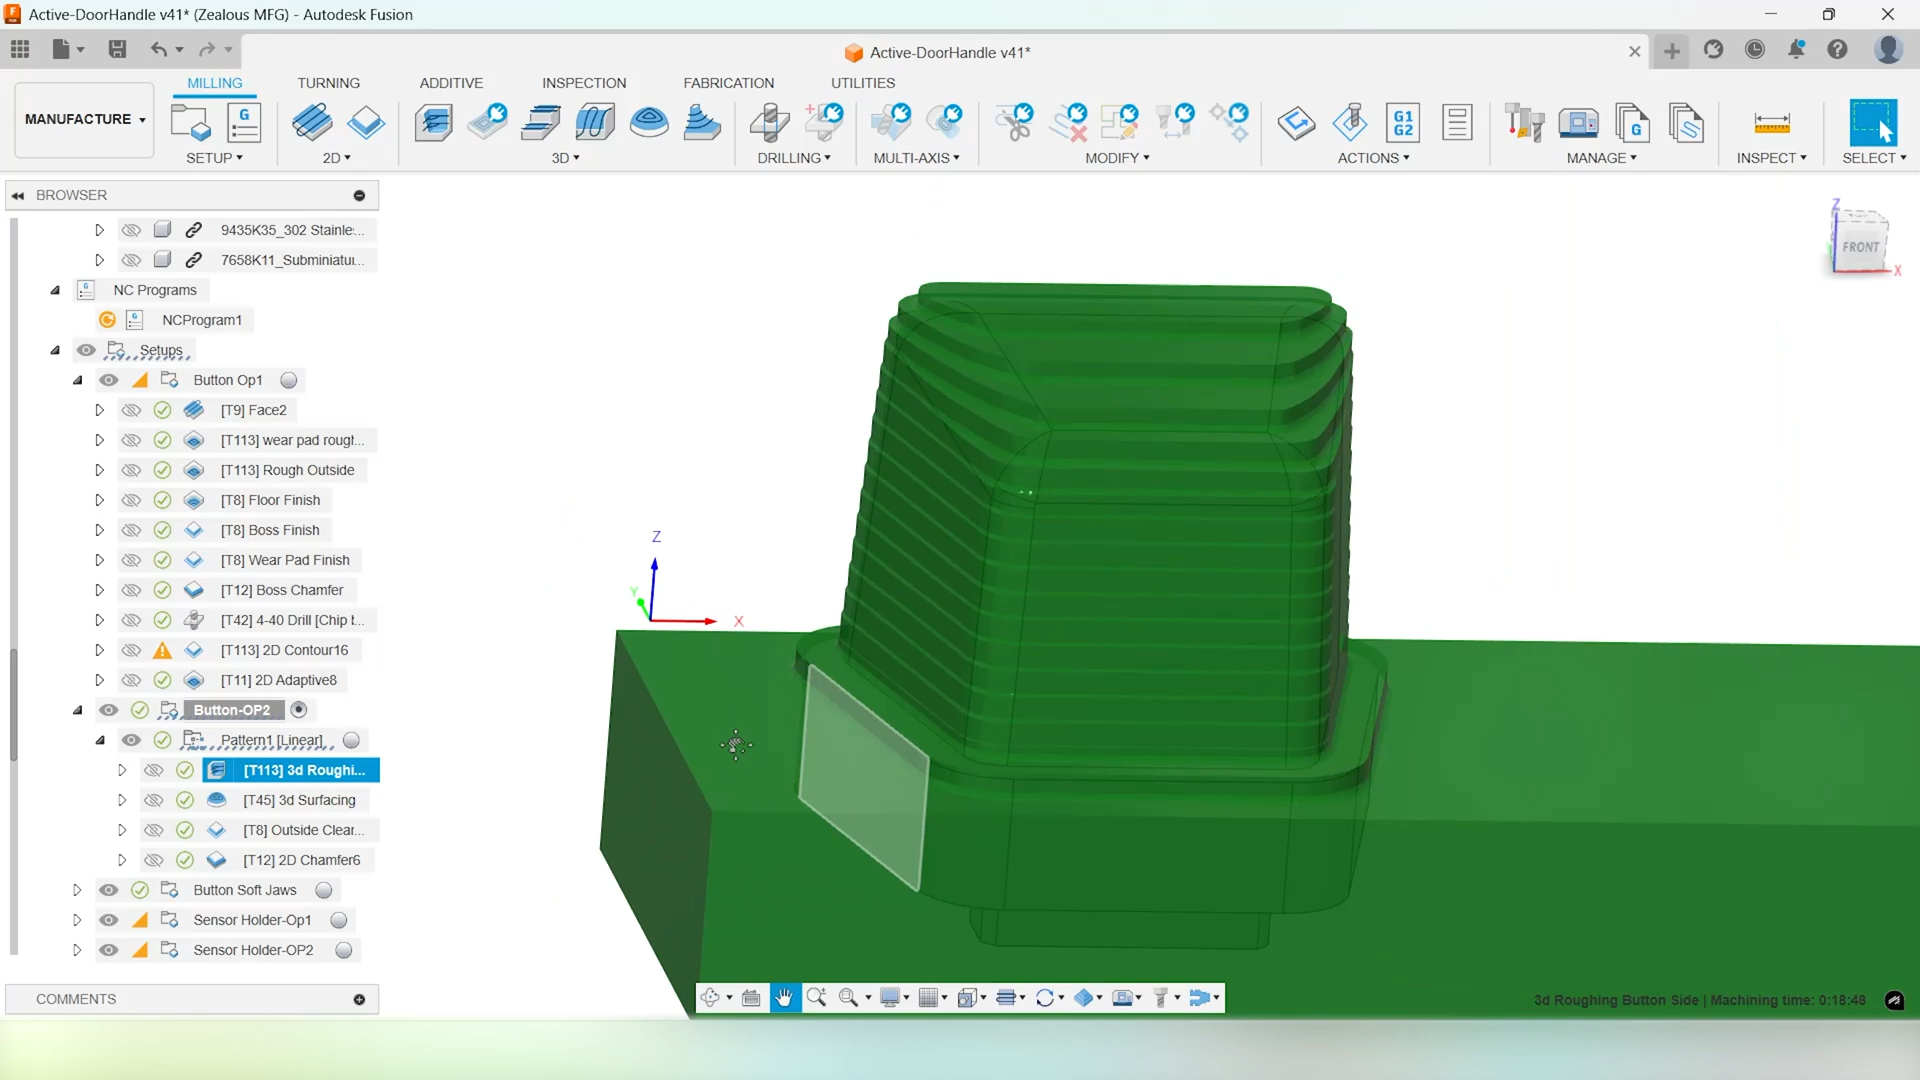 Active-DoorHandle v41* (Zealous MFG) - Autodesk Fusion
Active-DoorHandle v41*
MILLING TURNING ADDITIVE INSPECTION FABRICATION UTILITIES
MANUFACTURE
G
G1
G2
G
SETUP 2D 3D DRILLING MULTI-AXIS MODIFY ACTIONS MANAGE INSPECT SELECT
BROWSER
9435K35_302 Stainle...
7658K11_Subminiatu...
NC Programs
NCProgram1
Setups
Button Op1
[T9] Face2
[T113] wear pad rougl...
[T113] Rough Outside
[T8] Floor Finish
[T8] Boss Finish
[T8] Wear Pad Finish
[T12] Boss Chamfer
[T42] 4-40 Drill [Chip t...
[T113] 2D Contour16
[T11] 2D Adaptive8
Button-OP2
Pattern1 [Linear]
[T113] 3d Roughi...
[T45] 3d Surfacing
[T8] Outside Clear...
[T12] 2D Chamfer6
Button Soft Jaws
Sensor Holder-Op1
Sensor Holder-OP2
COMMENTS
Z
FRONT
X
Z
Y
X
3d Roughing Button Side | Machining time: 0:18:48